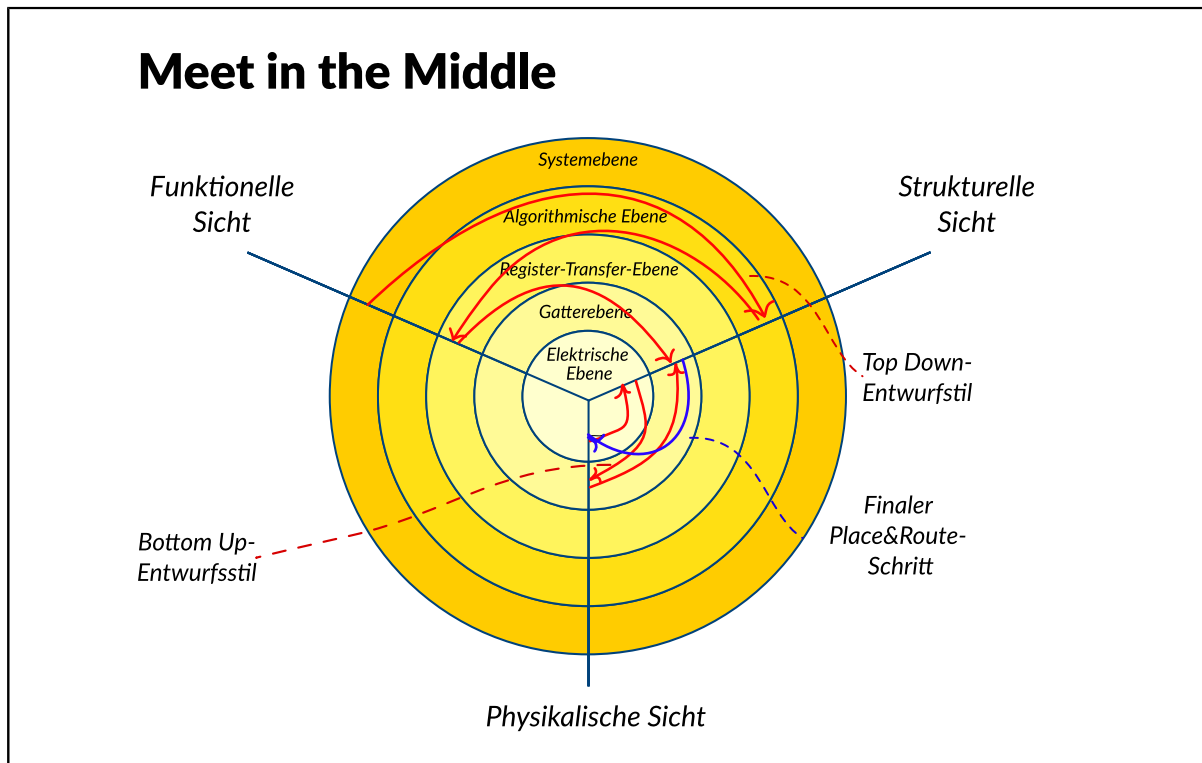 Meet in the Middle
Systemebene
Funktionelle
Sicht
Strukturelle
Sicht
Algorithmische Ebene
Register-Transfer-Ebene
Gatterebene
Elektrische
Ebene
Top Down-
Entwurfstil
Finaler
Place&Route-
Schritt
Bottom Up-
Entwurfsstil
Physikalische Sicht